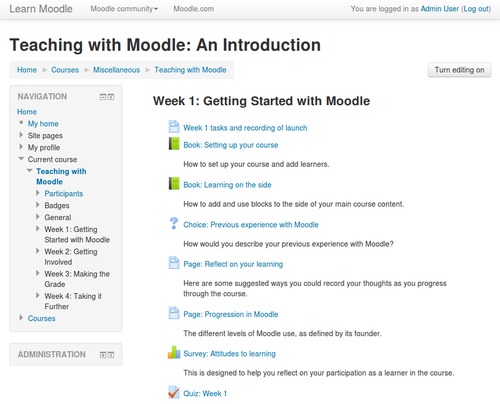 Learn Moodle
Moodle community
Moodle.com
You are logged in as Admin User (Log out)
Teaching with Moodle: An Introduction
Home ► Courses ► Miscellaneous ► Teaching with Moodle
Turn editing on
NAVIGATION
Home
My home
Site pages
My profile
Current course
Teaching with
Moodle
Participants
Badges
General
Week 1: Getting
Started with Moodle
Week 2: Getting
Involved
Week 3: Making the
Grade
Week 4: Taking it
Further
Courses
ADMINISTRATION
Week 1: Getting Started with Moodle
Week 1 tasks and recording of launch
Book: Setting up your course
How to set up your course and add learners.
Book: Learning on the side
How to add and use blocks to the side of your main course content.
Choice: Previous experience with Moodle
How would you describe your previous experience with Moodle?
Page: Reflect on your learning
Here are some suggested ways you could record your thoughts as you progress
through the course.
Page: Progression in Moodle
The different levels of Moodle use, as defined by its founder.
Survey: Attitudes to learning
This is designed to help you reflect on your participation as a learner in the course.
Quiz: Week 1